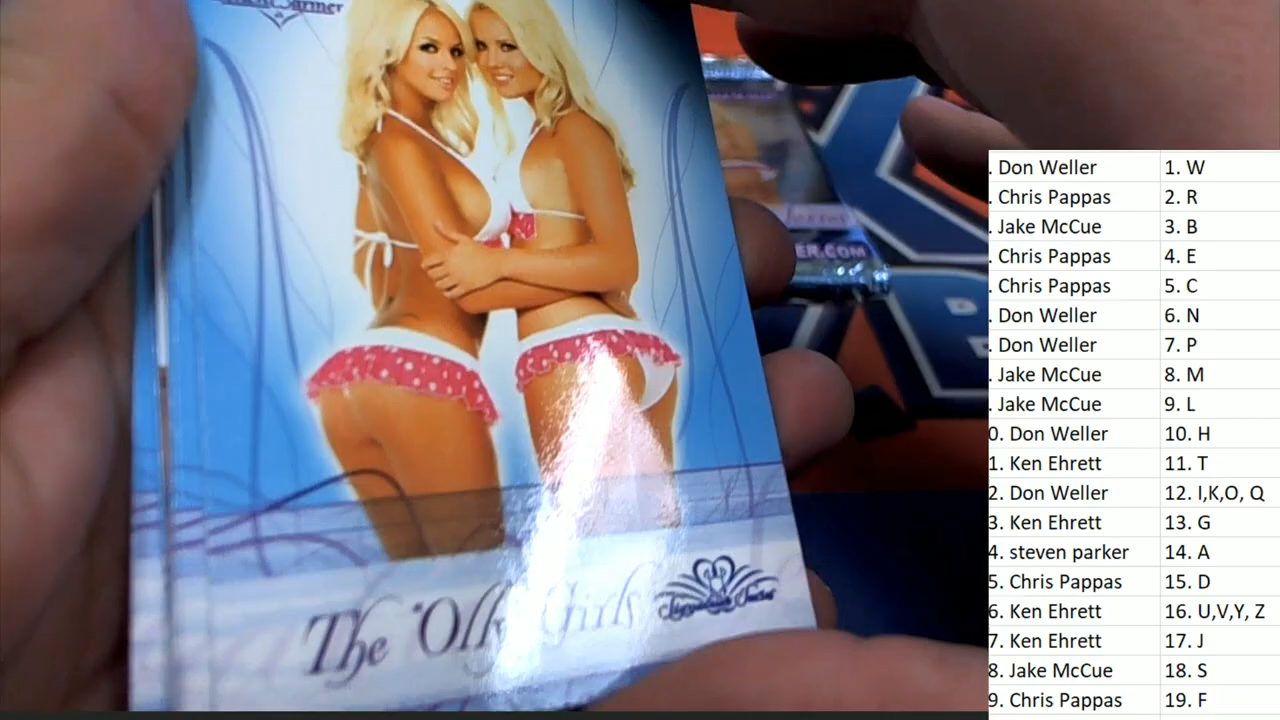 The 'Olly Girls
ER.COM
. Don Weller 1. W
. Chris Pappas 2. R
. Jake McCue 3. B
. Chris Pappas 4. E
. Chris Pappas 5. C
. Don Weller 6. N
. Don Weller 7. P
. Jake McCue 8. M
. Jake McCue 9. L
0. Don Weller 10. H
1. Ken Ehrett 11. T
2. Don Weller 12. I,K,O, Q
3. Ken Ehrett 13. G
4. steven parker 14. A
5. Chris Pappas 15. D
6. Ken Ehrett 16. U,V,Y, Z
7. Ken Ehrett 17. J
8. Jake McCue 18. S
9. Chris Pappas 19. F